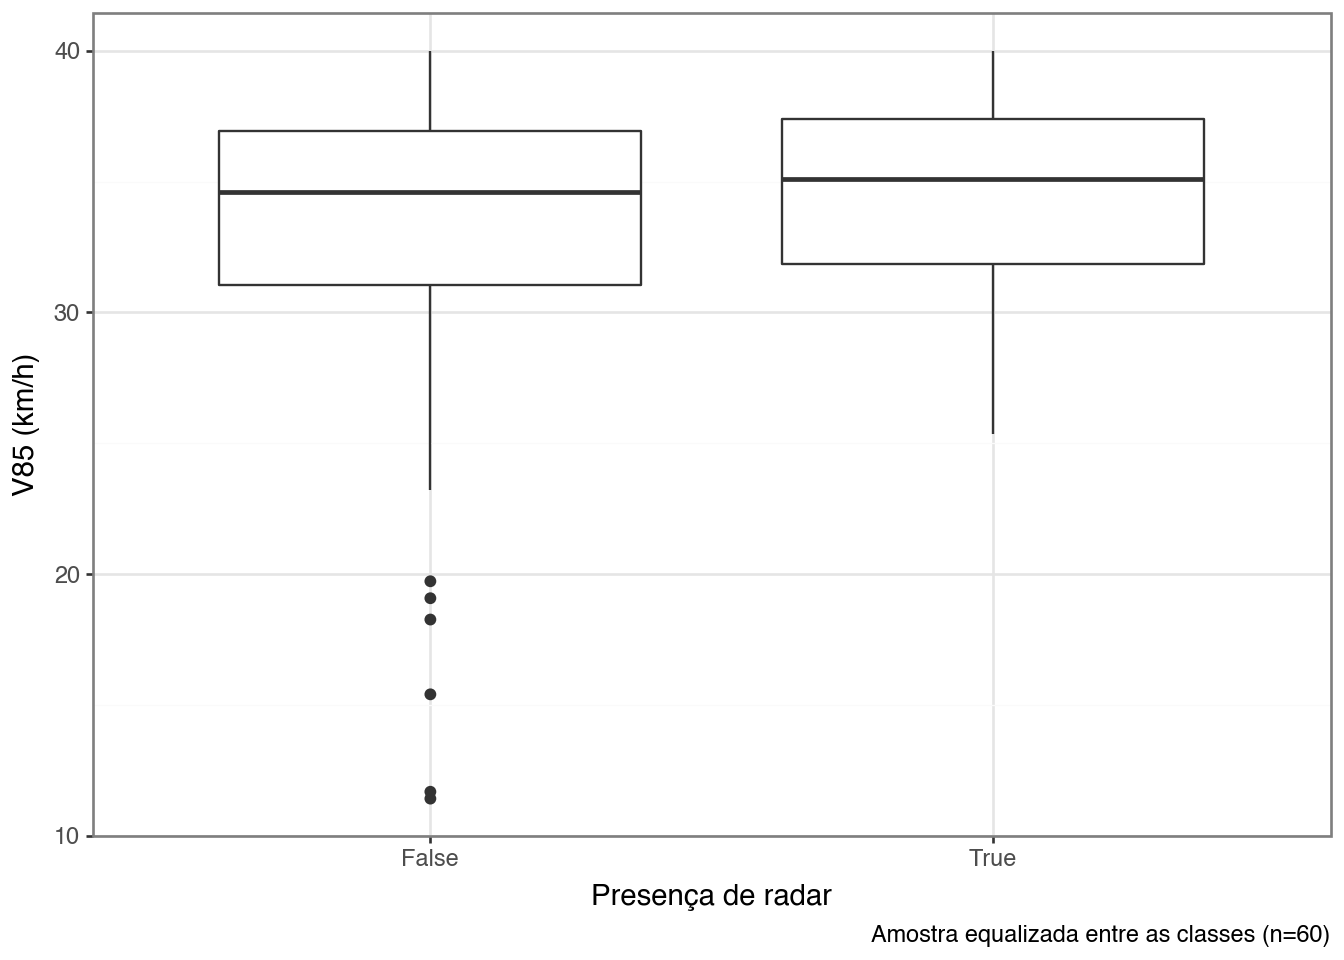 40
30
20
10
V85 (km/h)
False
True
Presença de radar
Amostra equalizada entre as classes (n=60)